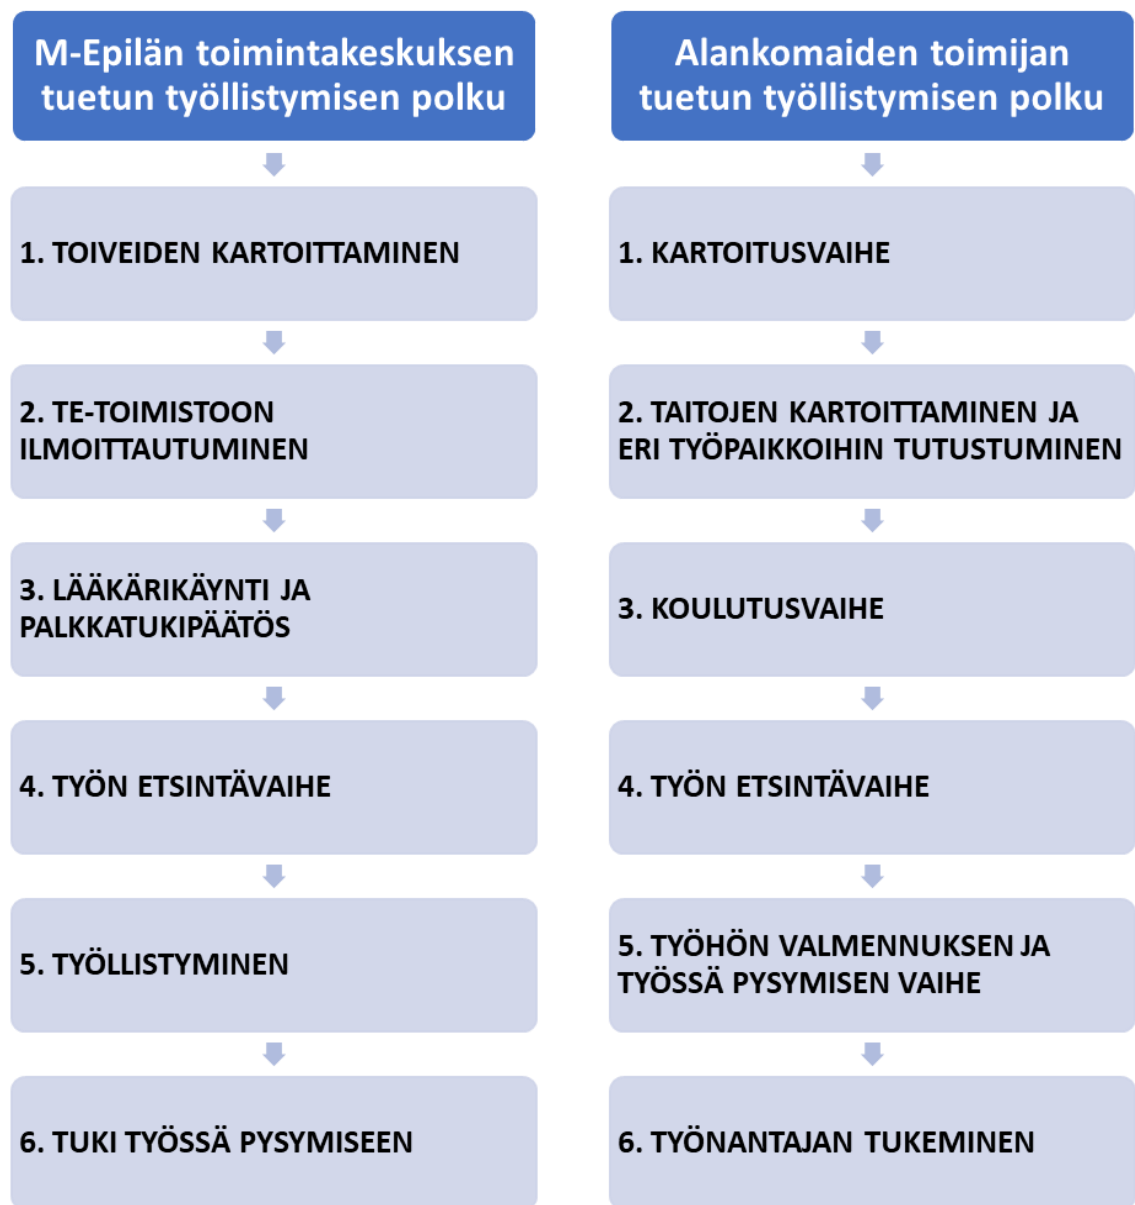 M-Epilän toimintakeskuksen
tuetun työllistymisen polku
1. TOIVEIDEN KARTOITTAMINEN
2. TE-TOIMISTOON
ILMOITTAUTUMINEN
3. LÄÄKÄRIKÄYNTI JA
PALKKATUKIPÄÄTÖS
4. TYÖN ETSINTÄVAIHE
5. TYÖLLISTYMINEN
6. TUKI TYÖSSÄ PYSYMISEEN
Alankomaiden toimijan
tuetun työllistymisen polku
1. KARTOITUSVAIHE
2. TAITOJEN KARTOITTAMINEN JA
ERI TYÖPAIKKOIHIN TUTUSTUMINEN
3. KOULUTUSVAIHE
4. TYÖN ETSINTÄVAIHE
5. TYÖHÖN VALMENNUKSEN JA
TYÖSSÄ PYSYMISEN VAIHE
6. TYÖNANTAJAN TUKEMINEN